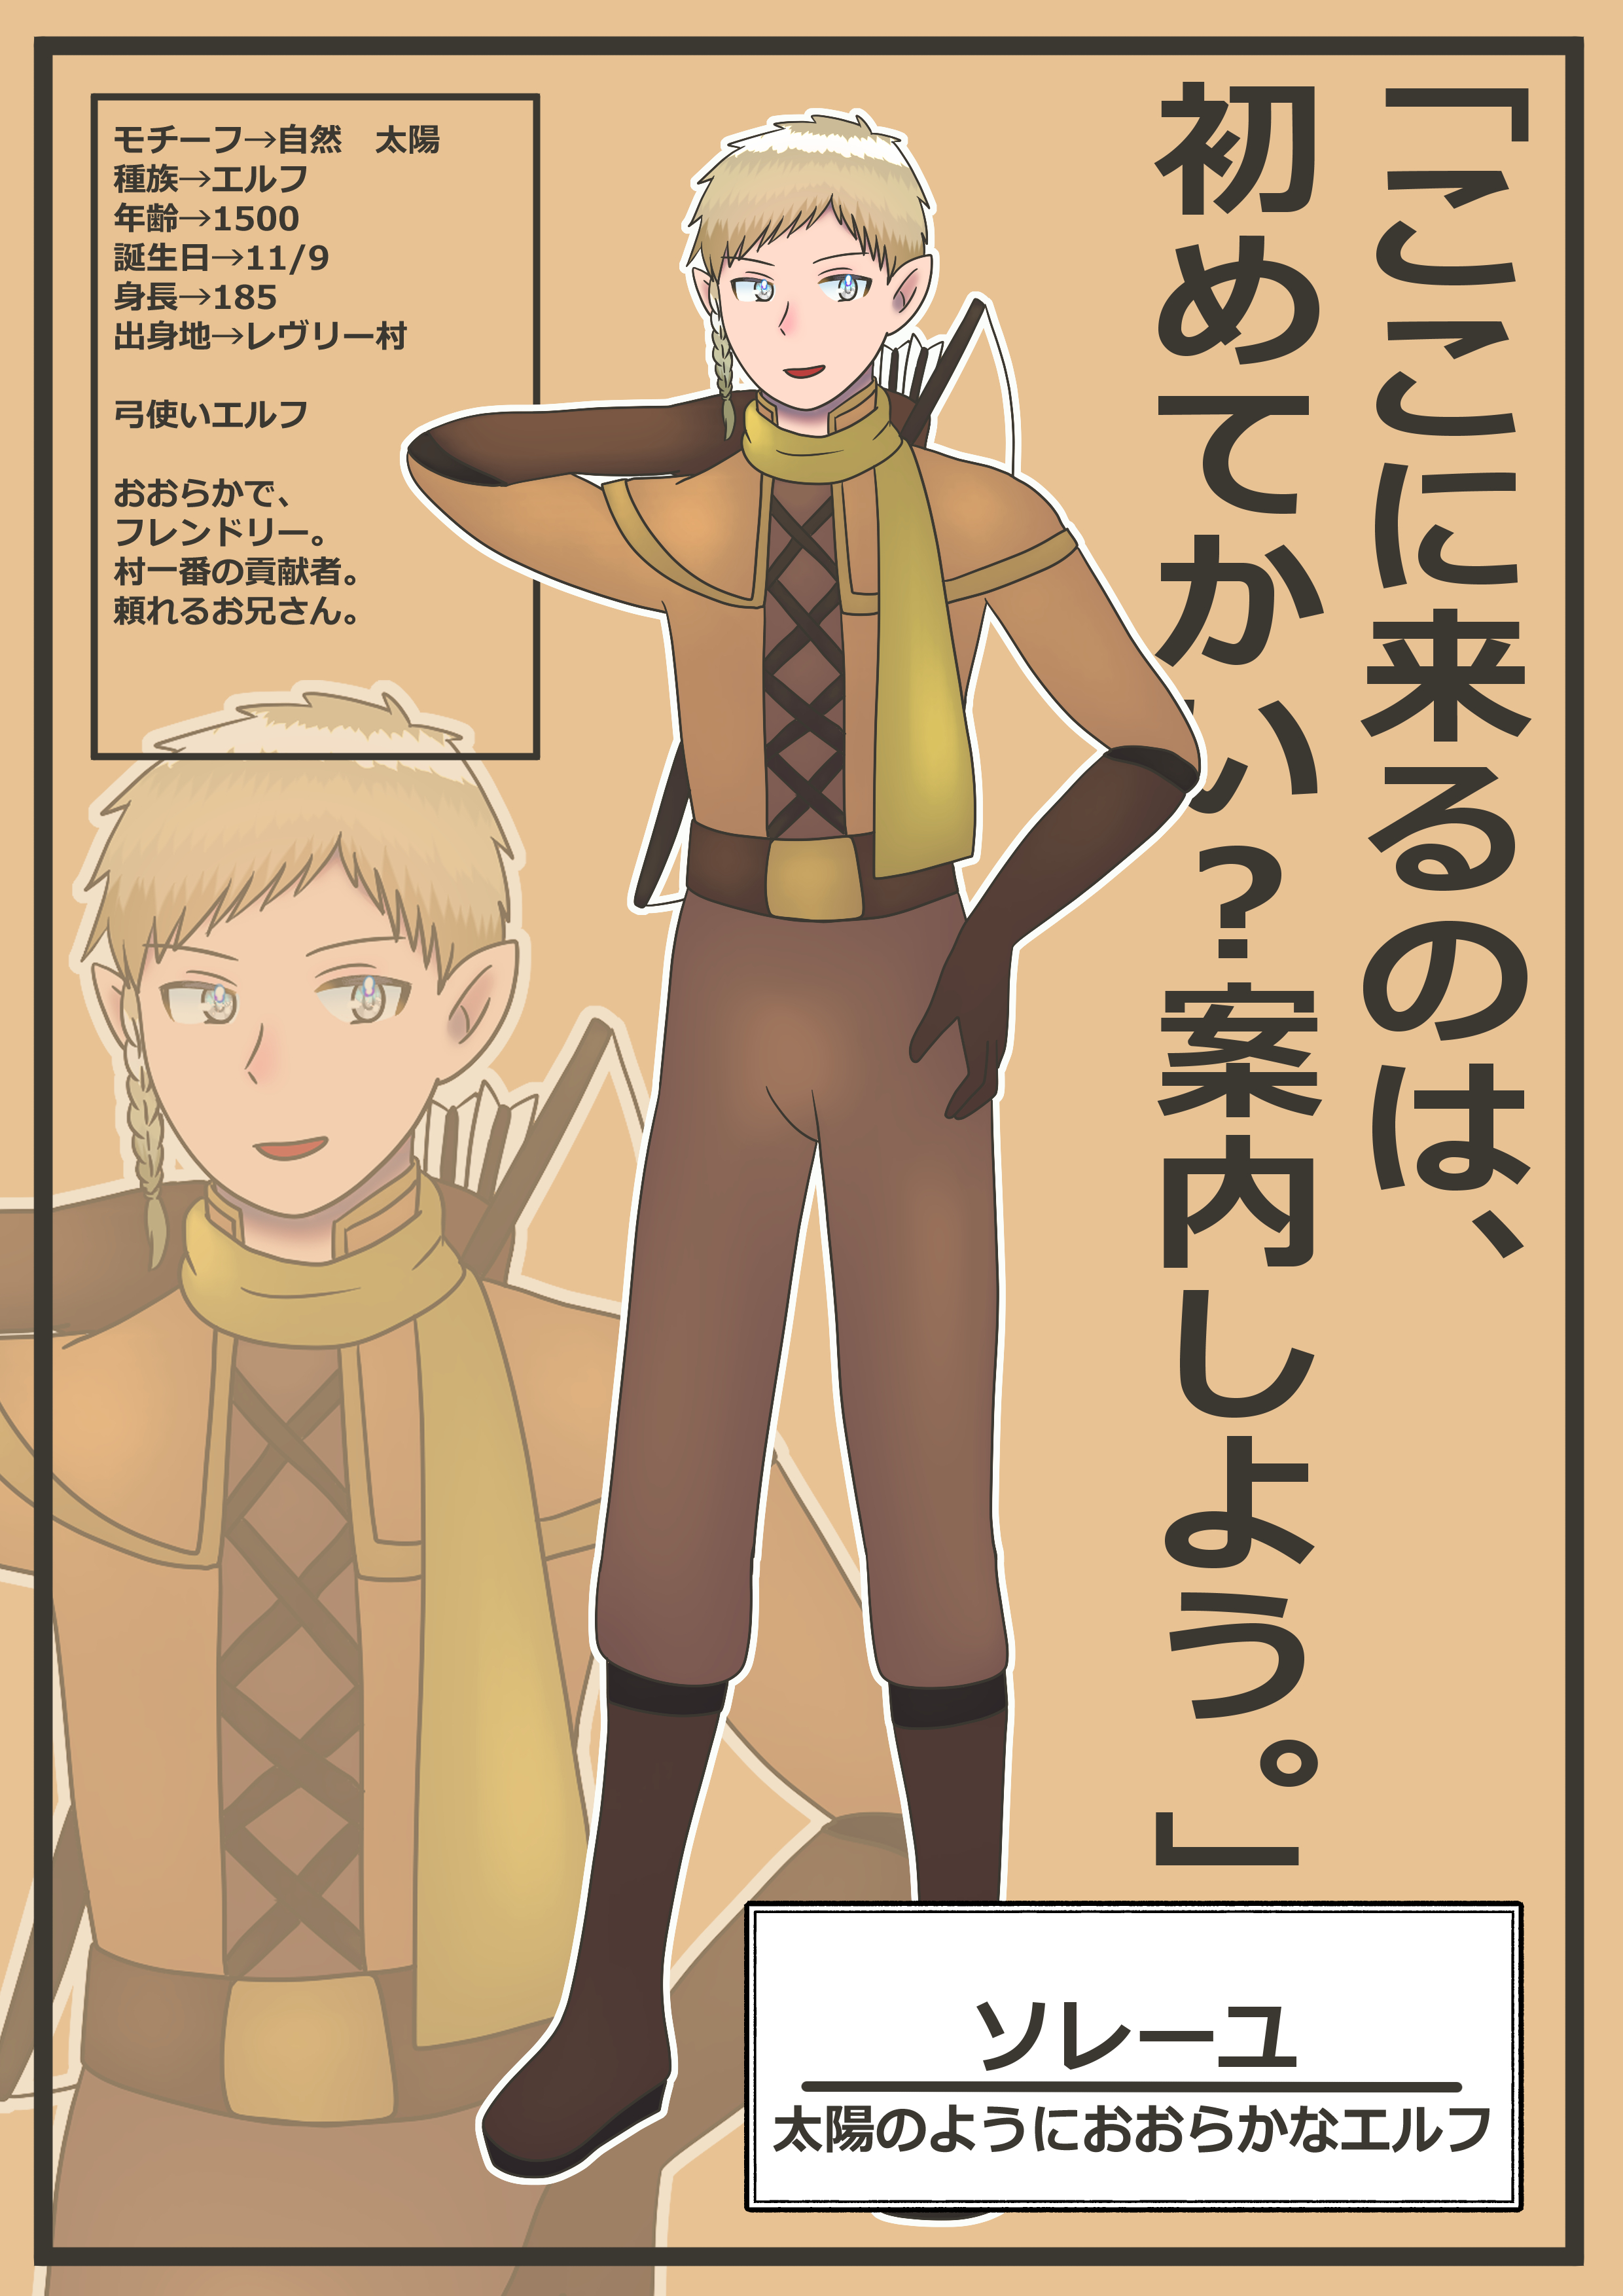 「ここに来るのは、
初めてかい？案内しよう。」
モチーフ→自然　太陽
種族→エルフ
年齢→1500
誕生日→11/9
身長→185
出身地→レヴリー村
弓使いエルフ
おおらかで、
フレンドリー。
村一番の貢献者。
頼れるお兄さん。
ソレーユ
太陽のようにおおらかなエルフ